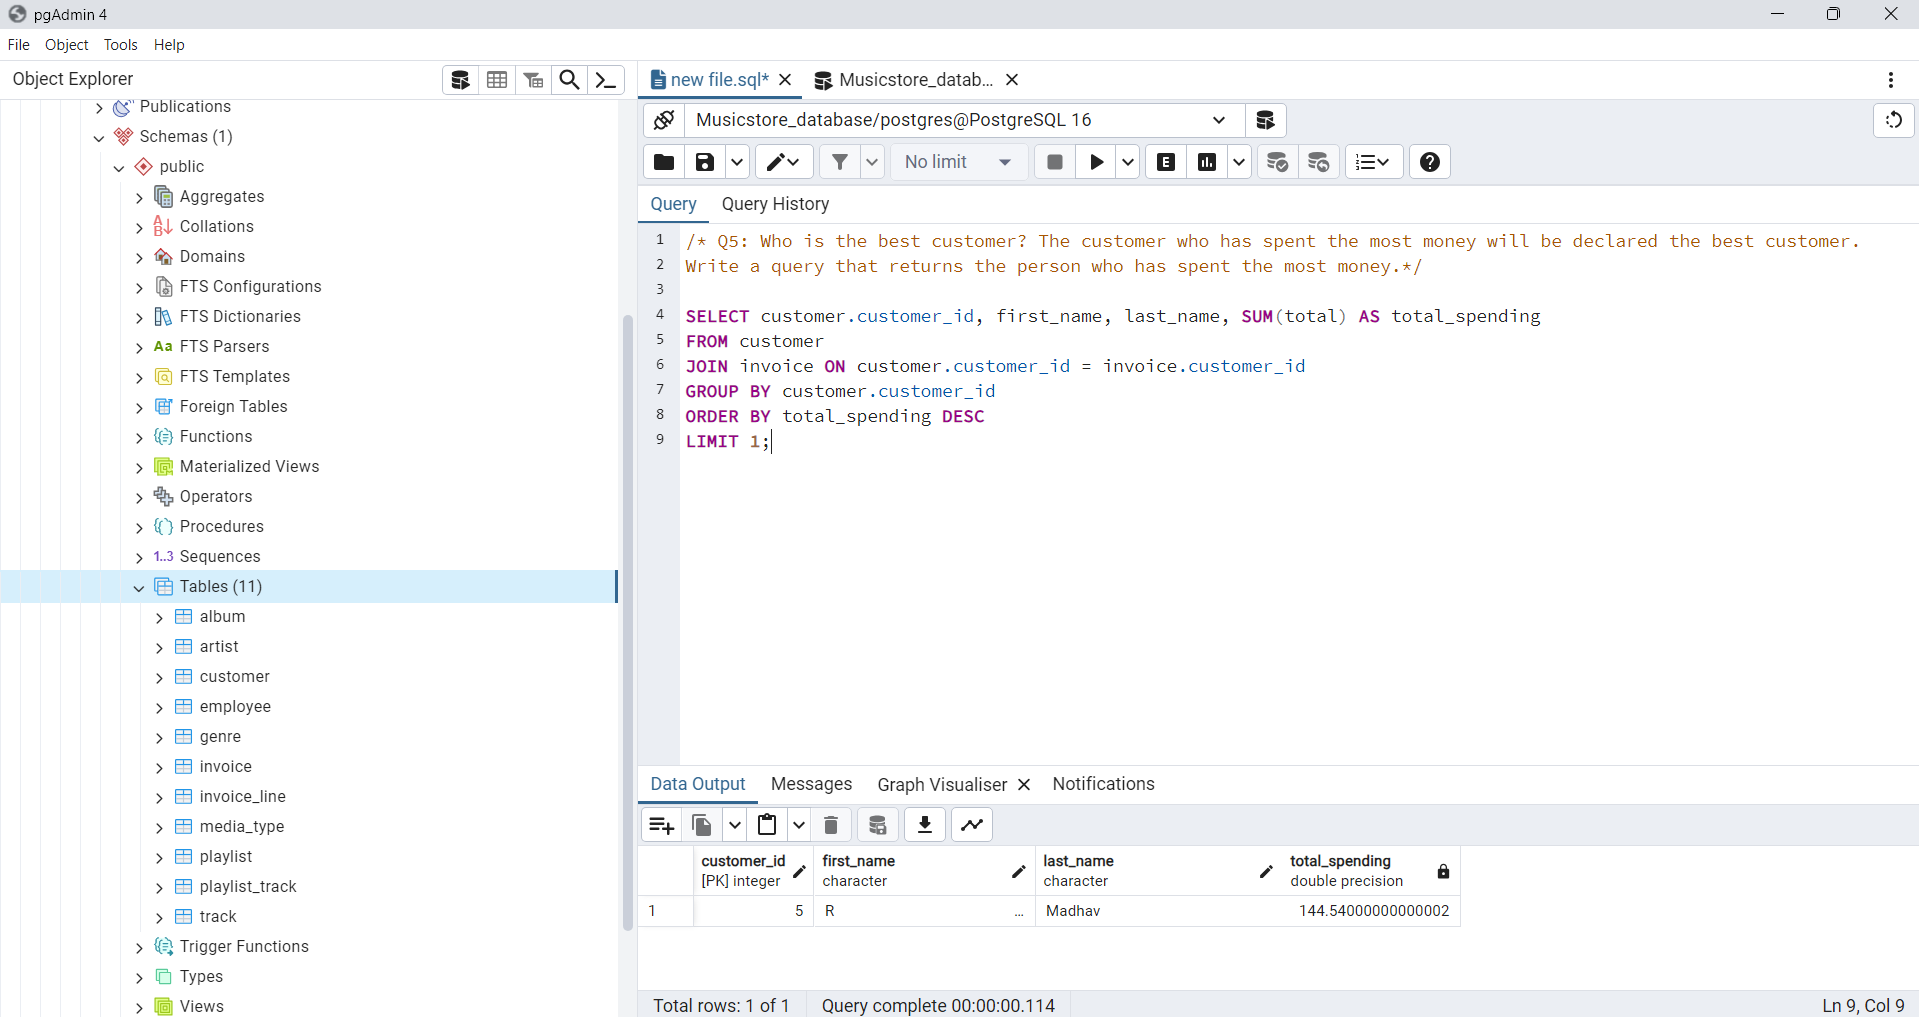 pgAdmin 4
File Object Tools Help
Object Explorer
Publications
Schemas (1)
public
Aggregates
Collations
Domains
FTS Configurations
FTS Dictionaries
Aa FTS Parsers
FTS Templates
Foreign Tables
Functions
Materialized Views
Operators
Procedures
1..3 Sequences
Tables (11)
album
artist
customer
employee
genre
invoice
invoice_line
media_type
playlist
playlist_track
track
Trigger Functions
Types
Views
new file.sql* Musicstore_datab...
Musicstore_database/postgres@PostgreSQL 16
No limit E
Query Query History
1 /* Q5: Who is the best customer? The customer who has spent the most money will be declared the best customer.
2 Write a query that returns the person who has spent the most money.*/
3
4 SELECT customer.customer_id, first_name, last_name, SUM(total) AS total_spending
5 FROM customer
6 JOIN invoice ON customer.customer_id = invoice.customer_id
7 GROUP BY customer.customer_id
8 ORDER BY total_spending DESC
9 LIMIT 1;
Data Output Messages Graph Visualiser Notifications
customer_id first_name last_name total_spending
[PK] integer character character double precision
1 5 R ... Madhav 144.54000000000002
Total rows: 1 of 1 Query complete 00:00:00.114 Ln 9, Col 9